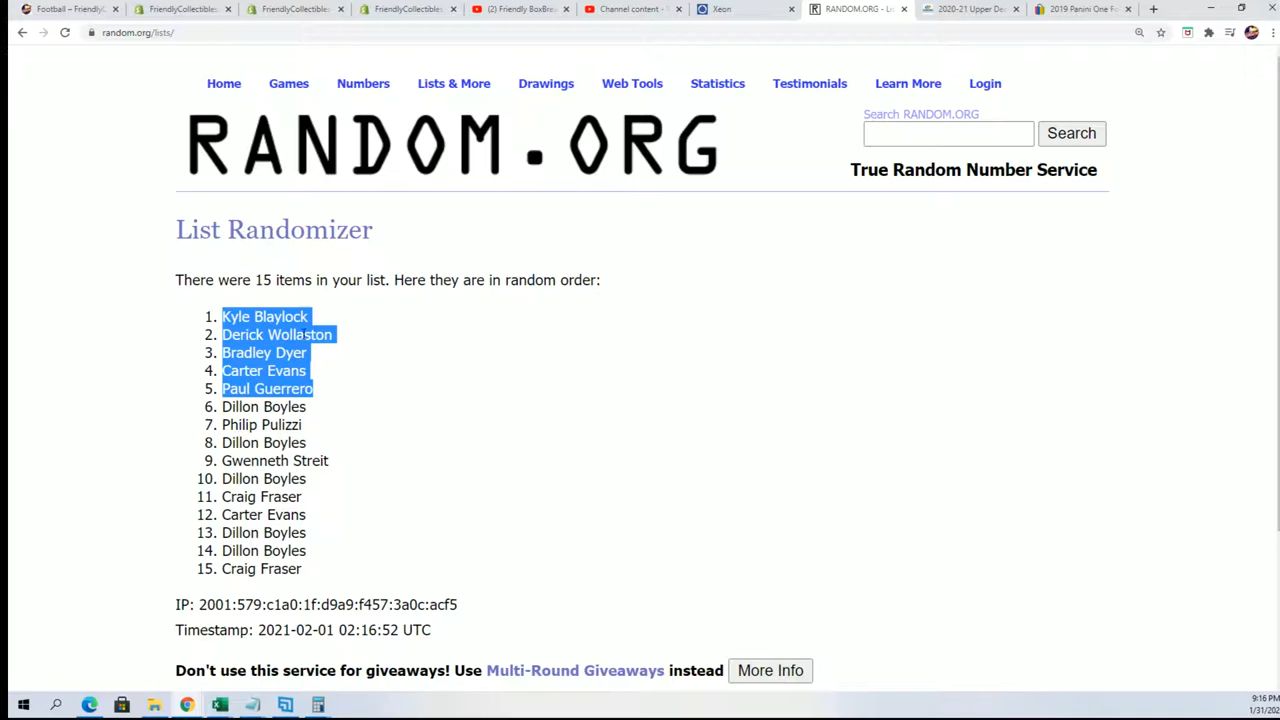 Football – Friendly
FriendlyCollectibles
FriendlyCollectibles
FriendlyCollectibles
(2) Friendly BoxBre
Channel content -
Xeon
RANDOM.ORG - Li
2020-21 Upper De
2019 Panini One Fo
random.org/lists/
Home Games Numbers Lists & More Drawings Web Tools Statistics Testimonials Learn More Login
Search RANDOM.ORG
RANDOM.ORG
Search
True Random Number Service
List Randomizer
There were 15 items in your list. Here they are in random order:
1. Kyle Blaylock
2. Derick Wollaston
3. Bradley Dyer
4. Carter Evans
5. Paul Guerrero
6. Dillon Boyles
7. Philip Pulizzi
8. Dillon Boyles
9. Gwenneth Streit
10. Dillon Boyles
11. Craig Fraser
12. Carter Evans
13. Dillon Boyles
14. Dillon Boyles
15. Craig Fraser
IP: 2001:579:c1a0:1f:d9a9:f457:3a0c:acf5
Timestamp: 2021-02-01 02:16:52 UTC
Don't use this service for giveaways! Use Multi-Round Giveaways instead More Info
9:16 PM
1/31/202